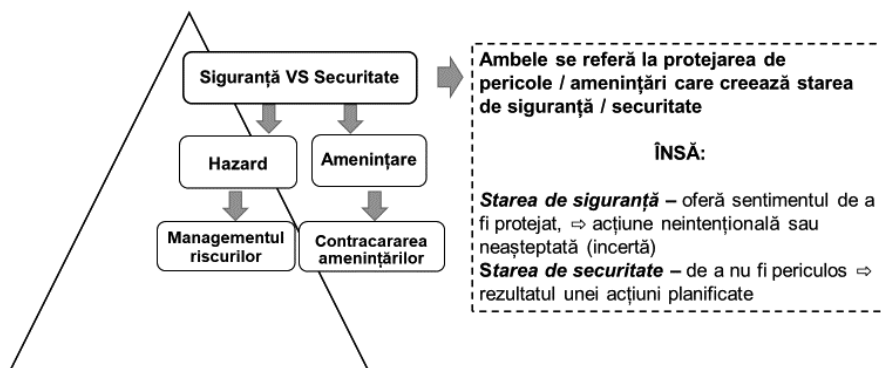 Siguranță VS Securitate
Hazard
Amenințare
Managementul
riscurilor
Contracararea
amenințărilor
Ambele se referă la protejarea de
pericole / amenințări care creează starea
de siguranță / securitate
ÎNSĂ:
Starea de siguranță – oferă sentimentul de a
fi protejat, ⇨ acțiune neintențională sau
neașteptată (incertă)
Starea de securitate – de a nu fi periculos ⇨
rezultatul unei acțiuni planificate